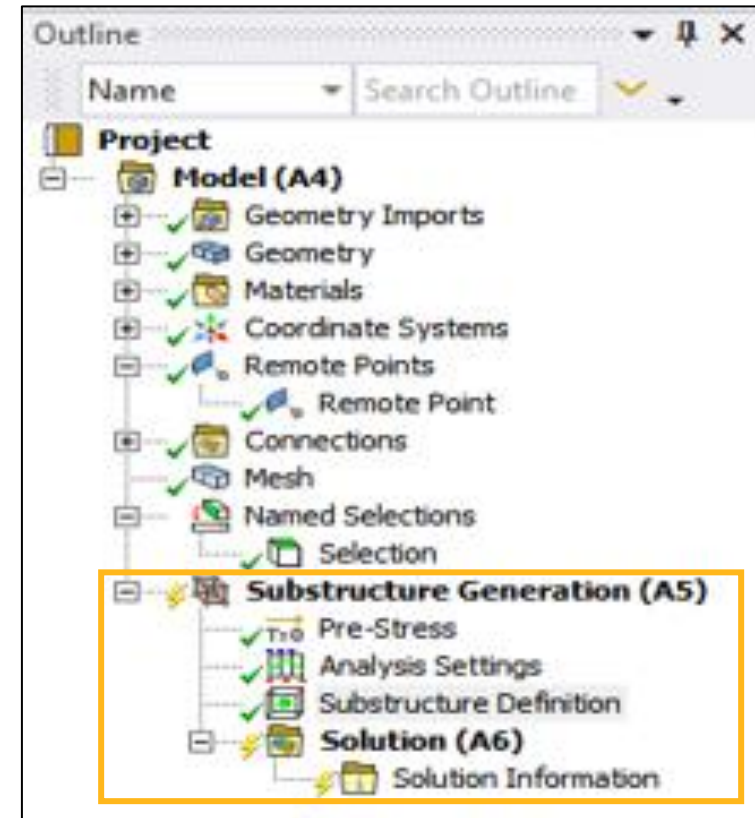 Outline
Name Search Outline
Project
Model (A4)
Geometry Imports
Geometry
Materials
Coordinate Systems
Remote Points
Remote Point
Connections
Mesh
Named Selections
Selection
Substructure Generation (A5)
T=0 Pre-Stress
Analysis Settings
Substructure Definition
Solution (A6)
Solution Information